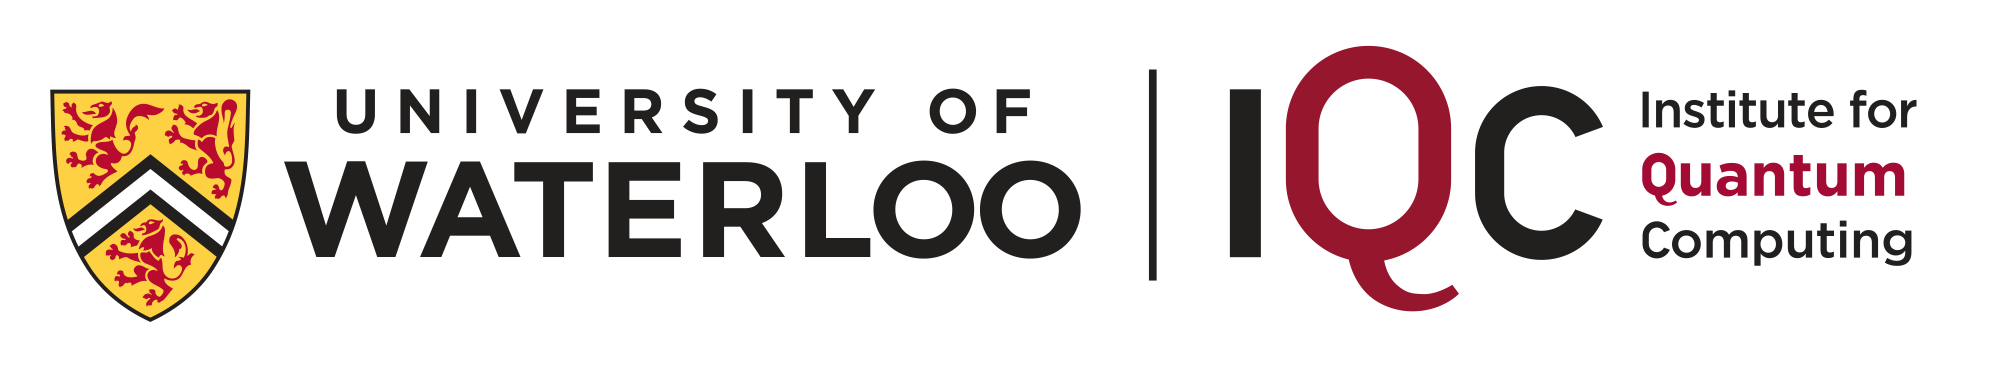 UNIVERSITY OF
WATERLOO
IQC
Institute for
Quantum
Computing